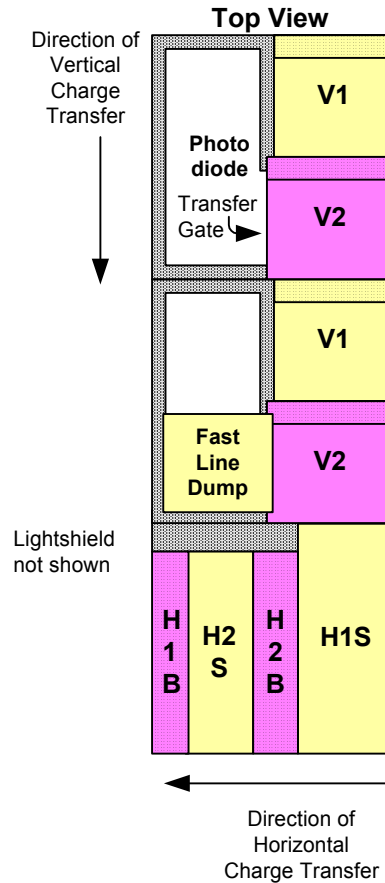 Top View
Direction of
Vertical
Charge
Transfer
V1
Photo
diode
Transfer
Gate
V2
V1
Fast
Line
Dump
V2
Lightshield
not shown
H
1
B
H2
S
H
2
B
H1S
Direction of
Horizontal
Charge Transfer